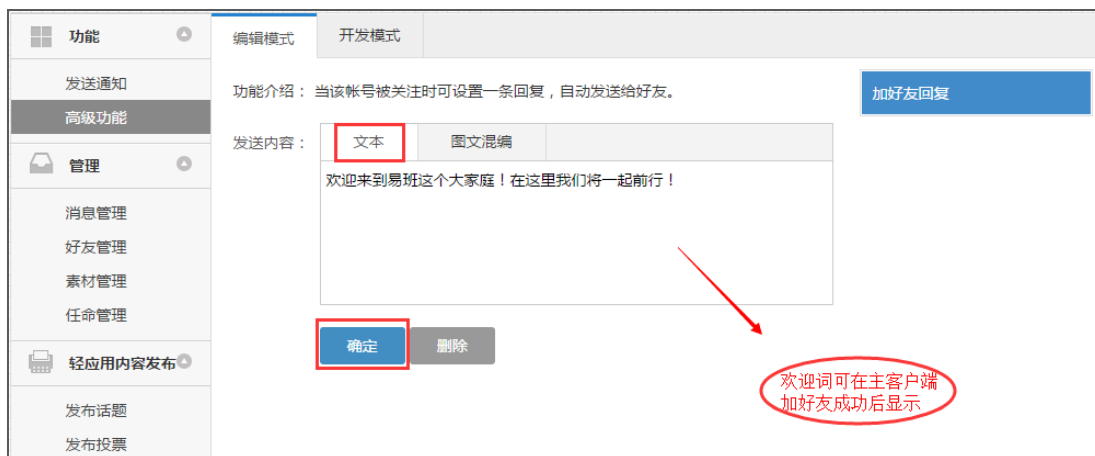 功能
发送通知
高级功能
管理
消息管理
好友管理
素材管理
任命管理
轻应用内容发布
发布话题
发布投票
编辑模式 开发模式
功能介绍： 当该帐号被关注时可设置一条回复，自动发送给好友。
发送内容： 文本 图文混编
欢迎来到易班这个大家庭！在这里我们将一起前行！
确定 删除
加好友回复
欢迎词可在主客户端
加好友成功后显示